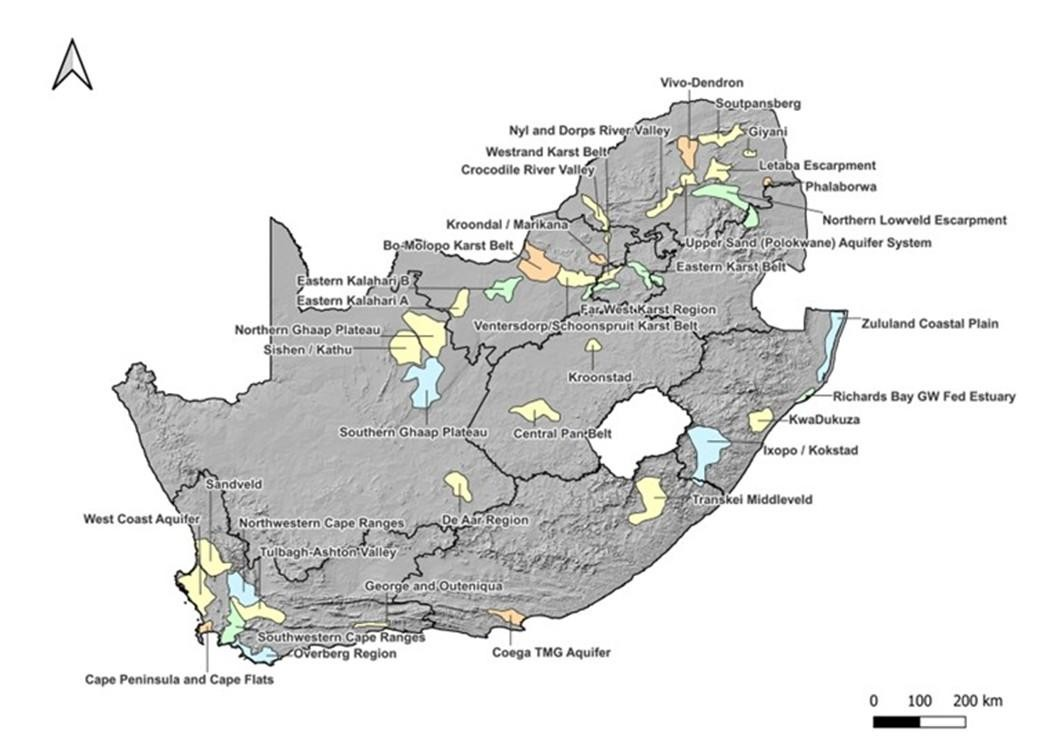 Vivo-Dendron
Soutpansberg
Nyl and Dorps River Valley
Giyani
Westrand Karst Belt
Crocodile River Valley
Letaba Escarpment
Phalaborwa
Northern Lowveld Escarpment
Kroondal / Marikana
Bo-Molopo Karst Belt
Upper Sand (Polokwane) Aquifer System
Eastern Karst Belt
Eastern Kalahari B
Eastern Kalahari A
Far West Karst Region
Ventersdorp/Schoonspruit Karst Belt
Zululand Coastal Plain
Northern Ghaap Plateau
Sishen / Kathu
Kroonstad
Richards Bay GW Fed Estuary
KwaDukuza
Southern Ghaap Plateau
Central Pan Belt
Ixopo / Kokstad
Sandveld
Transkei Middleveld
West Coast Aquifer
Northwestern Cape Ranges
De Aar Region
Tulbagh-Ashton Valley
George and Outeniqua
Southwestern Cape Ranges
Overberg Region
Coega TMG Aquifer
Cape Peninsula and Cape Flats
0 100 200 km